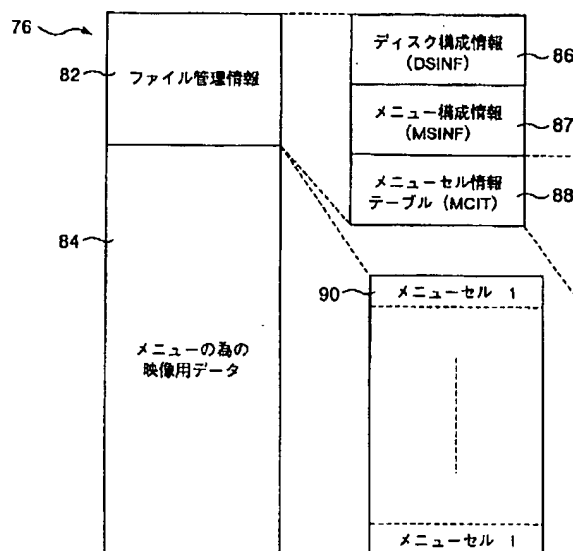 76
82
ファイル管理情報
84
メニューの為の
映像用データ
ディスク構成情報
(DSINF)
86
メニュー構成情報
(MSINF)
87
メニューセル情報
テーブル (MCIT)
88
90
メニューセル 1
メニューセル 1